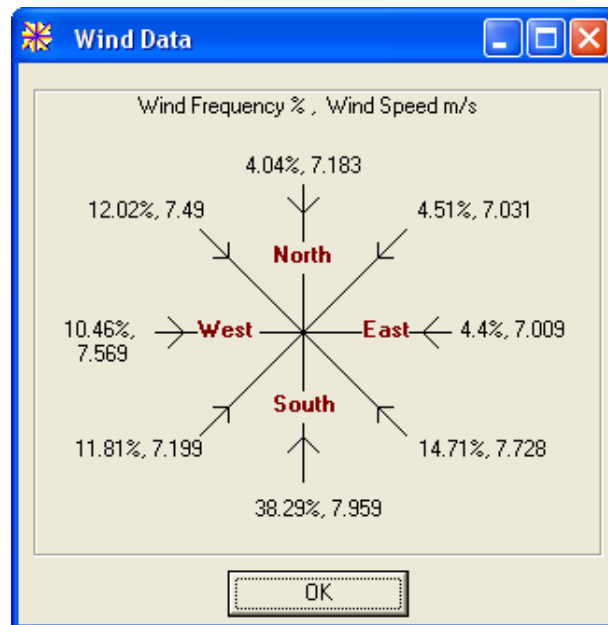 Wind Data
Wind Frequency % , Wind Speed m/s
4.04%, 7.183
12.02%, 7.49
4.51%, 7.031
North
10.46%,
7.569
West
East
4.4%, 7.009
South
11.81%, 7.199
14.71%, 7.728
38.29%, 7.959
OK